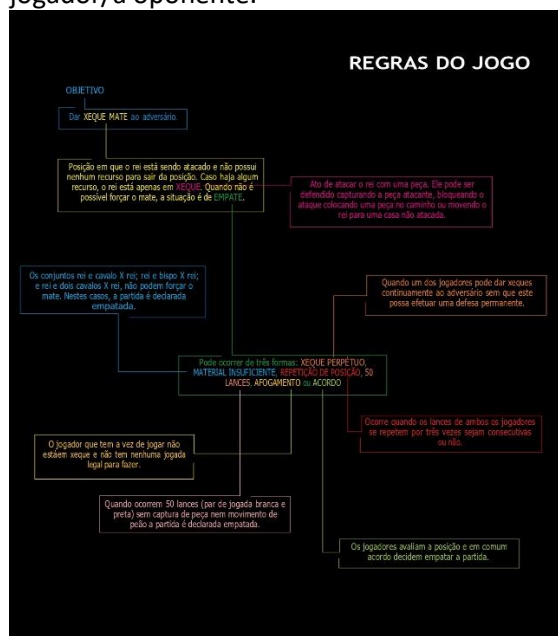 jogador/a oponente.
REGRAS DO JOGO
OBJETIVO
Dar XEQUE MATE ao adversário.
Posição em que o rei está sendo atacado e não possui
nenhum recurso para sair da posição. Caso haja algum
recurso, o rei está apenas em XEQUE. Quando não é
possível forçar o mate, a situação é de EMPATE.
Ato de atacar o rei com uma peça. Ele pode ser
defendido capturando a peça atacante, bloqueando o
ataque colocando uma peça no caminho ou movendo o
rei para uma casa não atacada.
Os conjuntos rei e cavalo X rei; rei e bispo X rei;
e rei e dois cavalos X rei, não podem forçar o
mate. Nestes casos, a partida é declarada
empatada.
Quando um dos jogadores pode dar xeques
continuamente ao adversário sem que este
possa efetuar uma defesa permanente.
Pode ocorrer de três formas: XEQUE PERPÉTUO,
MATERIAL INSUFICIENTE, REPETIÇÃO DE POSIÇÃO, 50
LANCES, AFOGAMENTO ou ACORDO
O jogador que tem a vez de jogar não
estáem xeque e não tem nenhuma jogada
legal para fazer.
Ocorre quando os lances de ambos os jogadores
se repetem por três vezes sejam consecutivas
ou não.
Quando ocorrem 50 lances (par de jogada branca e
preta) sem captura de peça nem movimento de
peão a partida é declarada empatada.
Os jogadores avaliam a posição e em comum
acordo decidem empatar a partida.